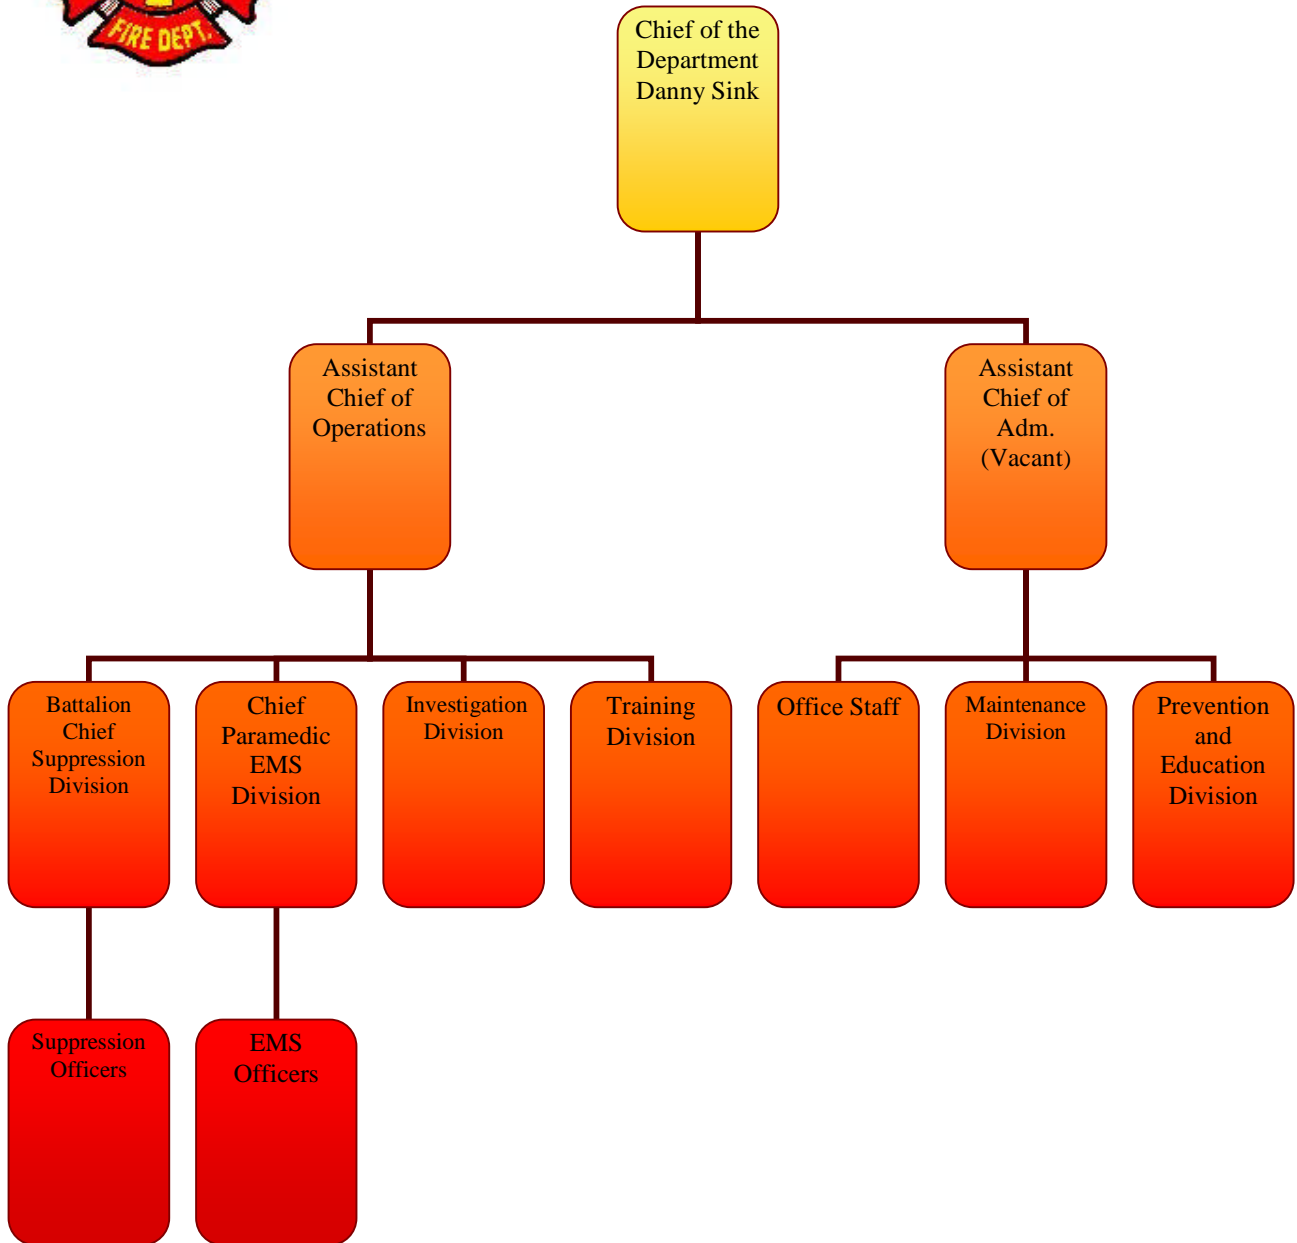 FIRE DEPT.
Chief of the
Department
Danny Sink
Assistant
Chief of
Operations
Assistant
Chief of
Adm.
(Vacant)
Battalion
Chief
Suppression
Division
Chief
Paramedic
EMS
Division
Investigation
Division
Training
Division
Office Staff
Maintenance
Division
Prevention
and
Education
Division
Suppression
Officers
EMS
Officers